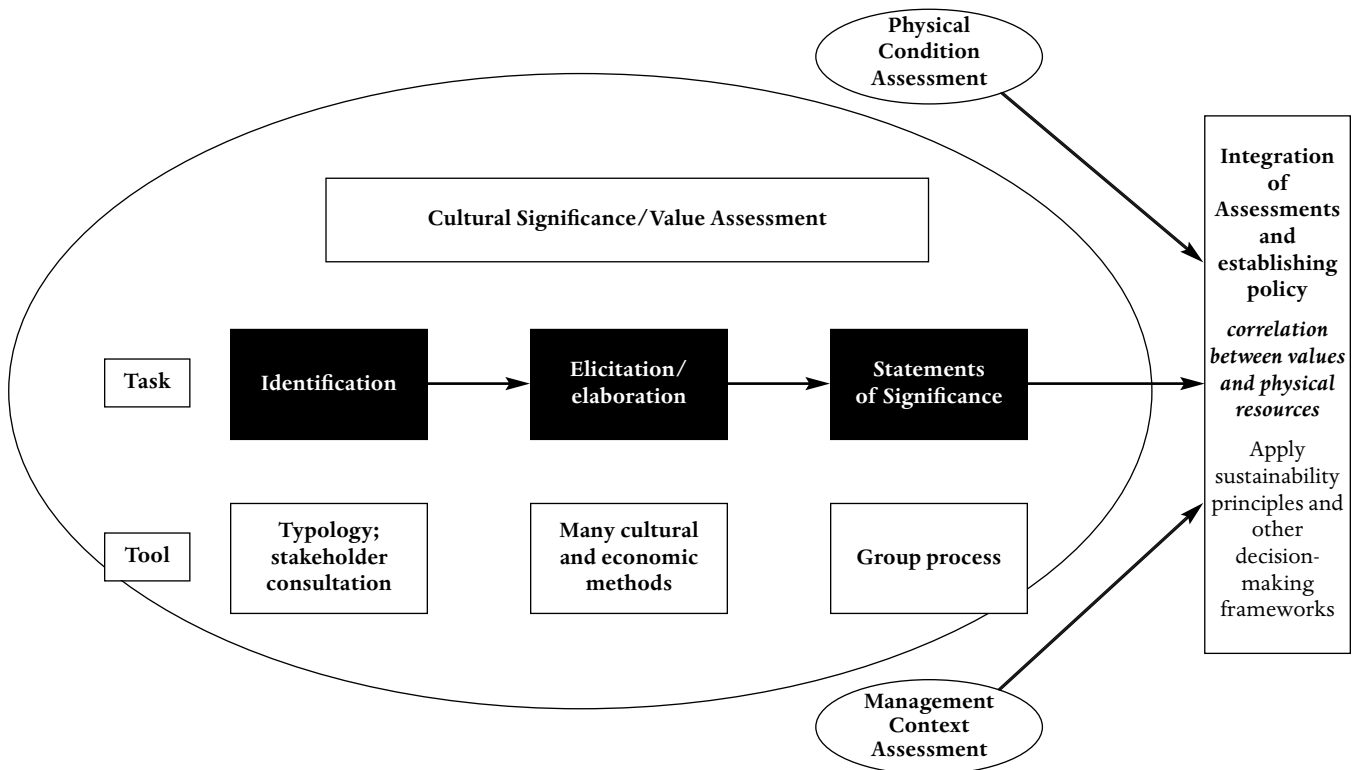 Physical
Condition
Assessment
Cultural Significance/Value Assessment
Task
Identification
Elicitation/
elaboration
Statements
of Significance
Tool
Typology;
stakeholder
consultation
Many cultural
and economic
methods
Group process
Management
Context
Assessment
Integration
of
Assessments
and
establishing
policy
correlation
between values
and physical
resources
Apply
sustainability
principles and
other
decision-
making
frameworks